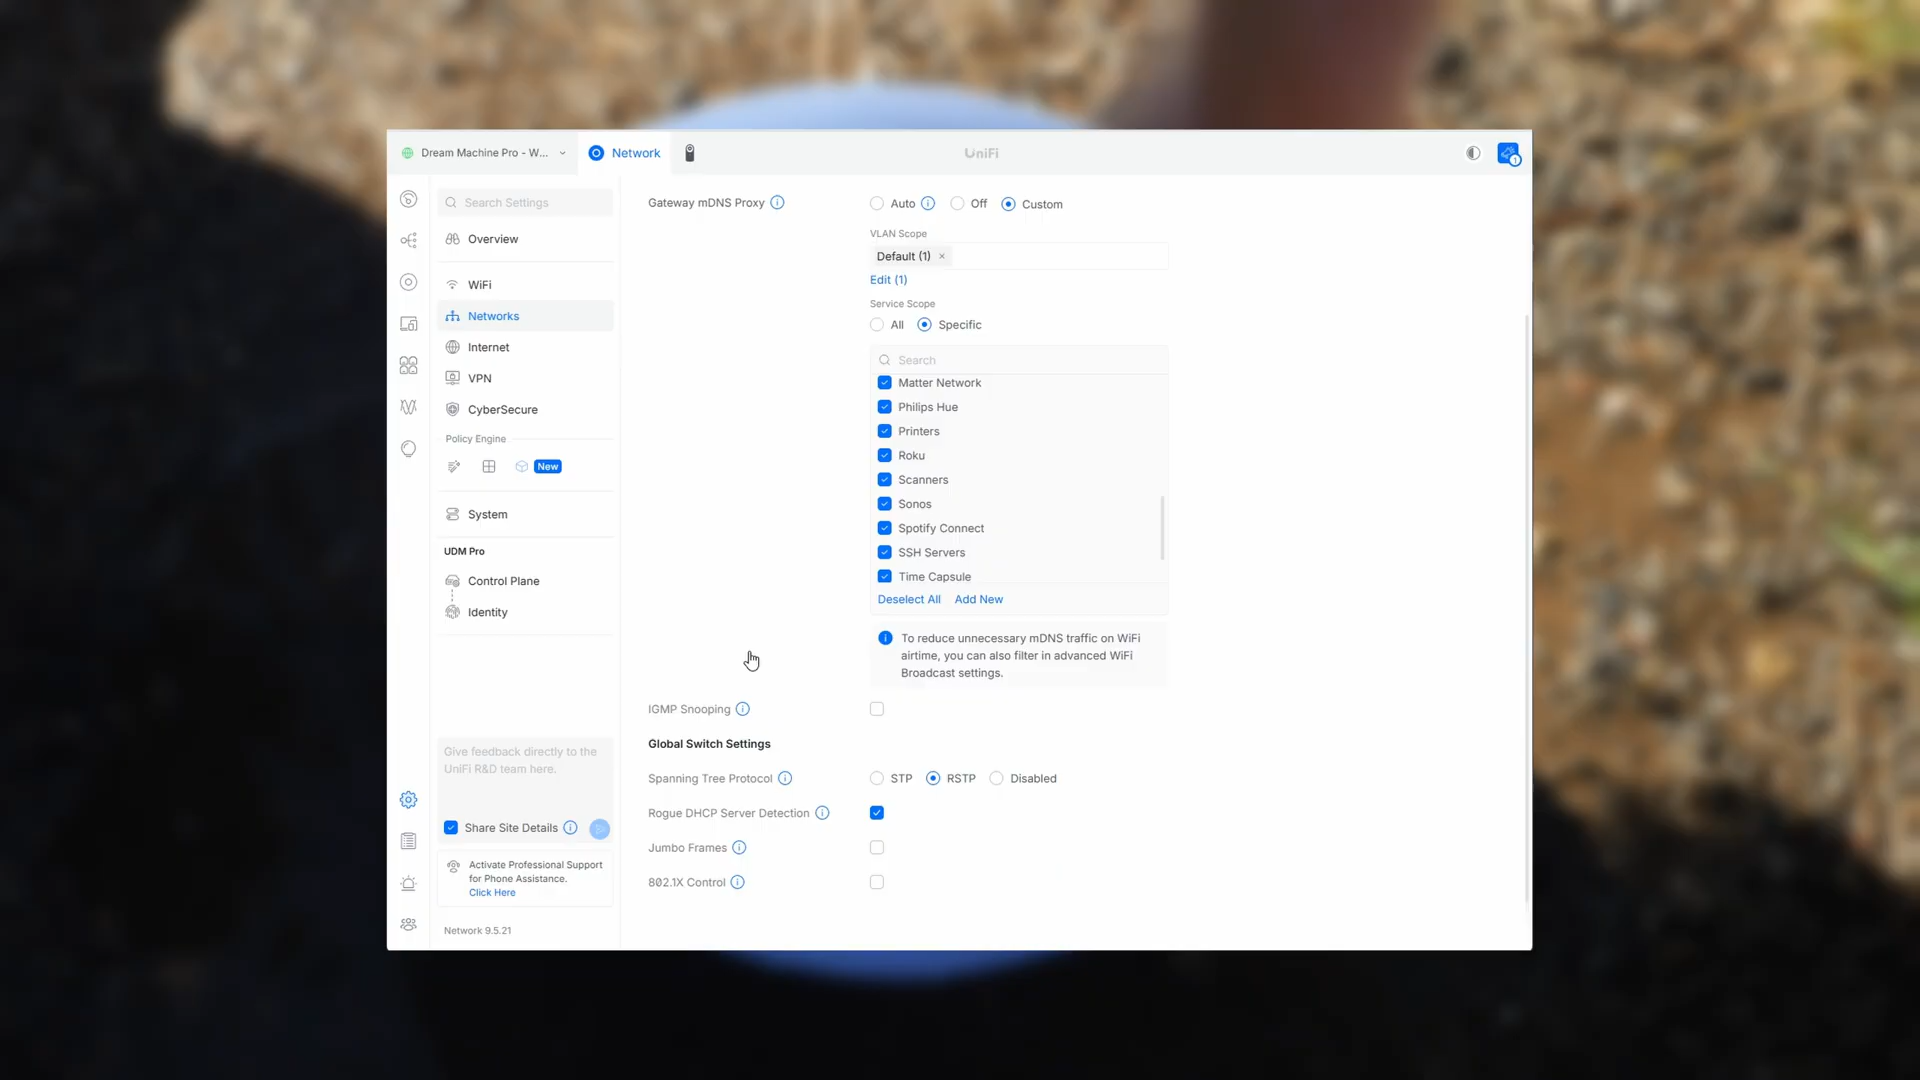 Dream Machine Pro - W...
Network
UniFi
1
Search Settings
Overview
WiFi
Networks
Internet
VPN
CyberSecure
Policy Engine
New
System
UDM Pro
Control Plane
Identity
Give feedback directly to the
UniFi R&D team here.
Share Site Details
Activate Professional Support
for Phone Assistance.
Click Here
Network 9.5.21
Gateway mDNS Proxy
Auto Off Custom
VLAN Scope
Default (1) ×
Edit (1)
Service Scope
All Specific
Search
Matter Network
Philips Hue
Printers
Roku
Scanners
Sonos
Spotify Connect
SSH Servers
Time Capsule
Deselect All Add New
To reduce unnecessary mDNS traffic on WiFi
airtime, you can also filter in advanced WiFi
Broadcast settings.
IGMP Snooping
Global Switch Settings
Spanning Tree Protocol
STP RSTP Disabled
Rogue DHCP Server Detection
Jumbo Frames
802.1X Control